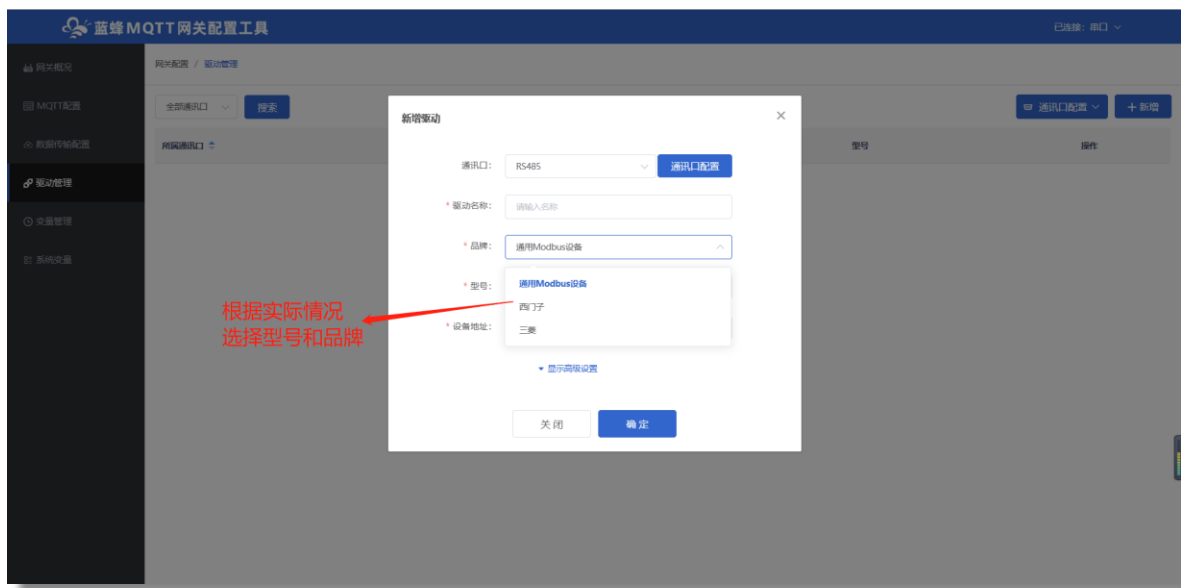 蓝蜂MQTT网关配置工具
已连接: 串口
网关概况
网关配置 / 驱动管理
MQTT配置
全部通讯口
搜索
通讯口配置
新增
数据传输配置
所属通讯口
型号
操作
驱动管理
变量管理
系统变量
新增驱动
通讯口:
RS485
通讯口配置
* 驱动名称:
请输入名称
* 品牌:
通用Modbus设备
* 型号:
通用Modbus设备
西门子
* 设备地址:
三菱
显示高级设置
关闭
确定
根据实际情况
选择型号和品牌